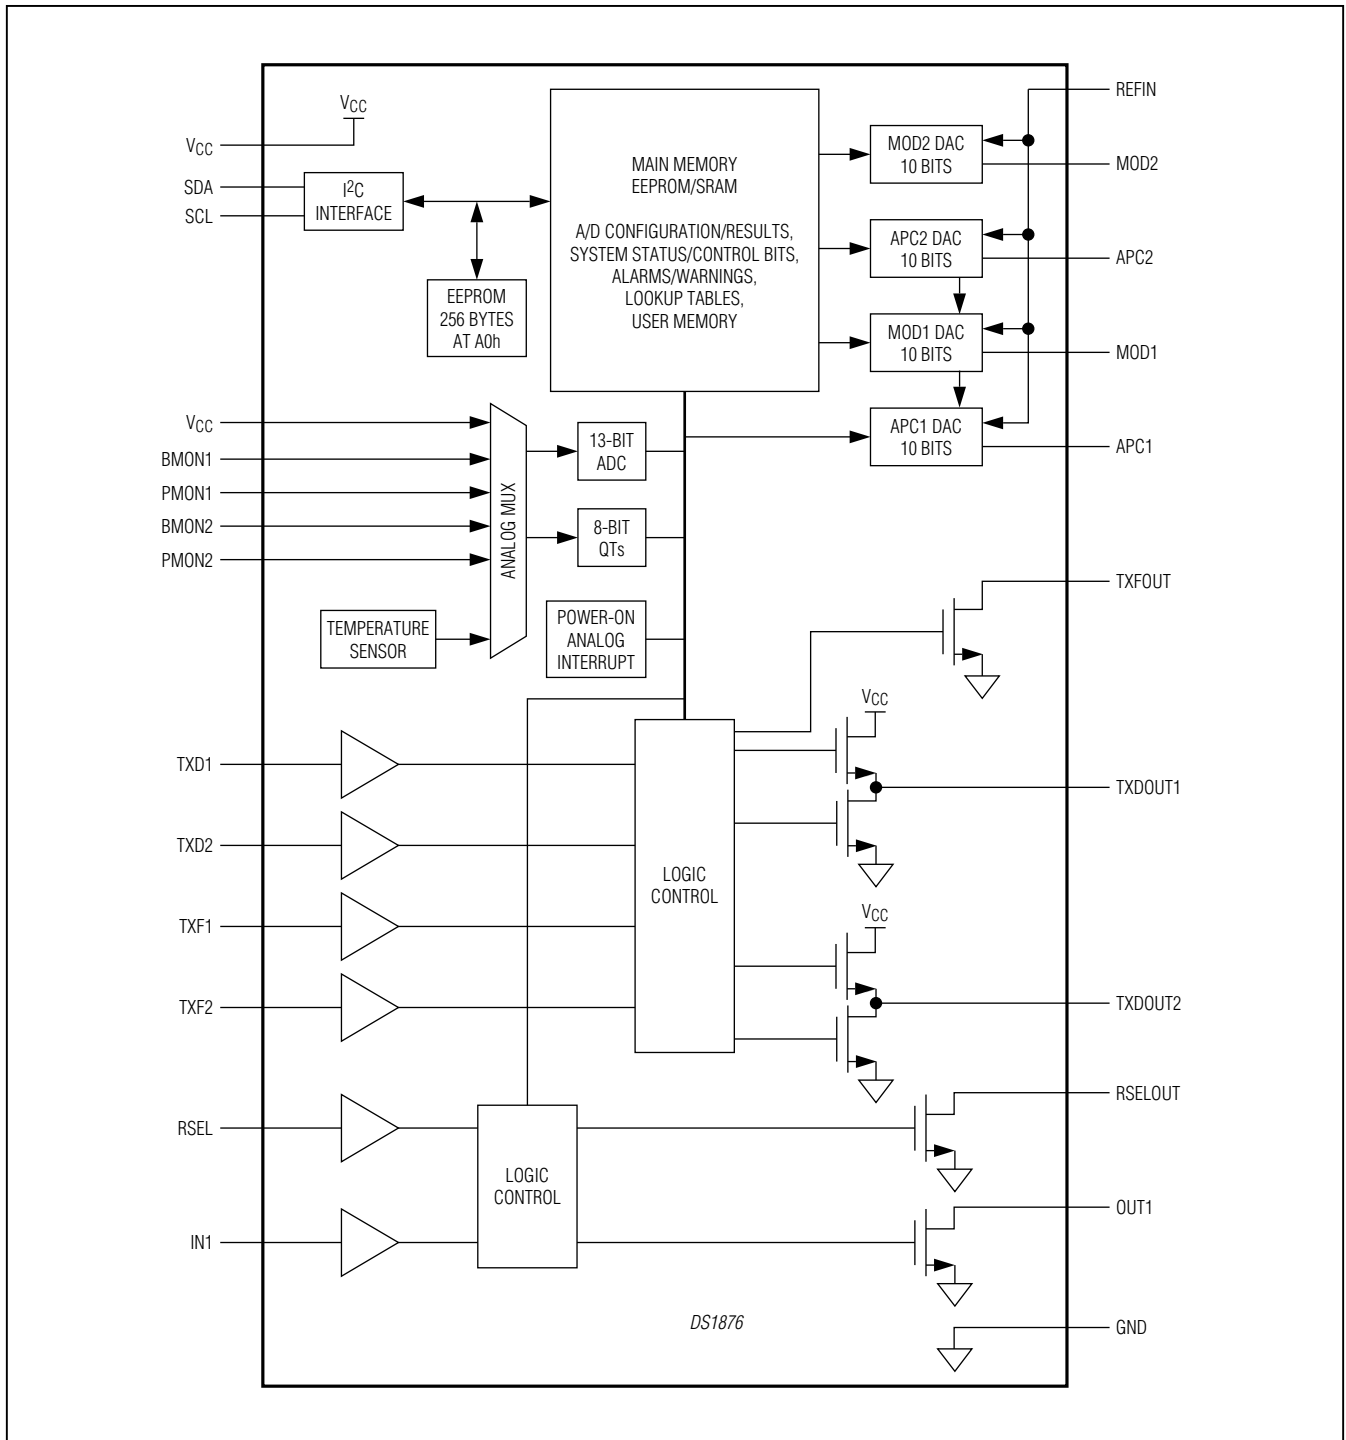 VCC
VCC
SDA
SCL
I2C
INTERFACE
EEPROM
256 BYTES
AT A0h
MAIN MEMORY
EEPROM/SRAM
A/D CONFIGURATION/RESULTS,
SYSTEM STATUS/CONTROL BITS,
ALARMS/WARNINGS,
LOOKUP TABLES,
USER MEMORY
MOD2 DAC
10 BITS
APC2 DAC
10 BITS
MOD1 DAC
10 BITS
APC1 DAC
10 BITS
REFIN
MOD2
APC2
MOD1
APC1
VCC
BMON1
PMON1
BMON2
PMON2
TEMPERATURE
SENSOR
ANALOG MUX
13-BIT
ADC
8-BIT
QTs
POWER-ON
ANALOG
INTERRUPT
TXFOUT
TXD1
TXD2
TXF1
TXF2
LOGIC
CONTROL
VCC
TXDOUT1
VCC
TXDOUT2
RSEL
IN1
LOGIC
CONTROL
RSELOUT
OUT1
GND
DS1876